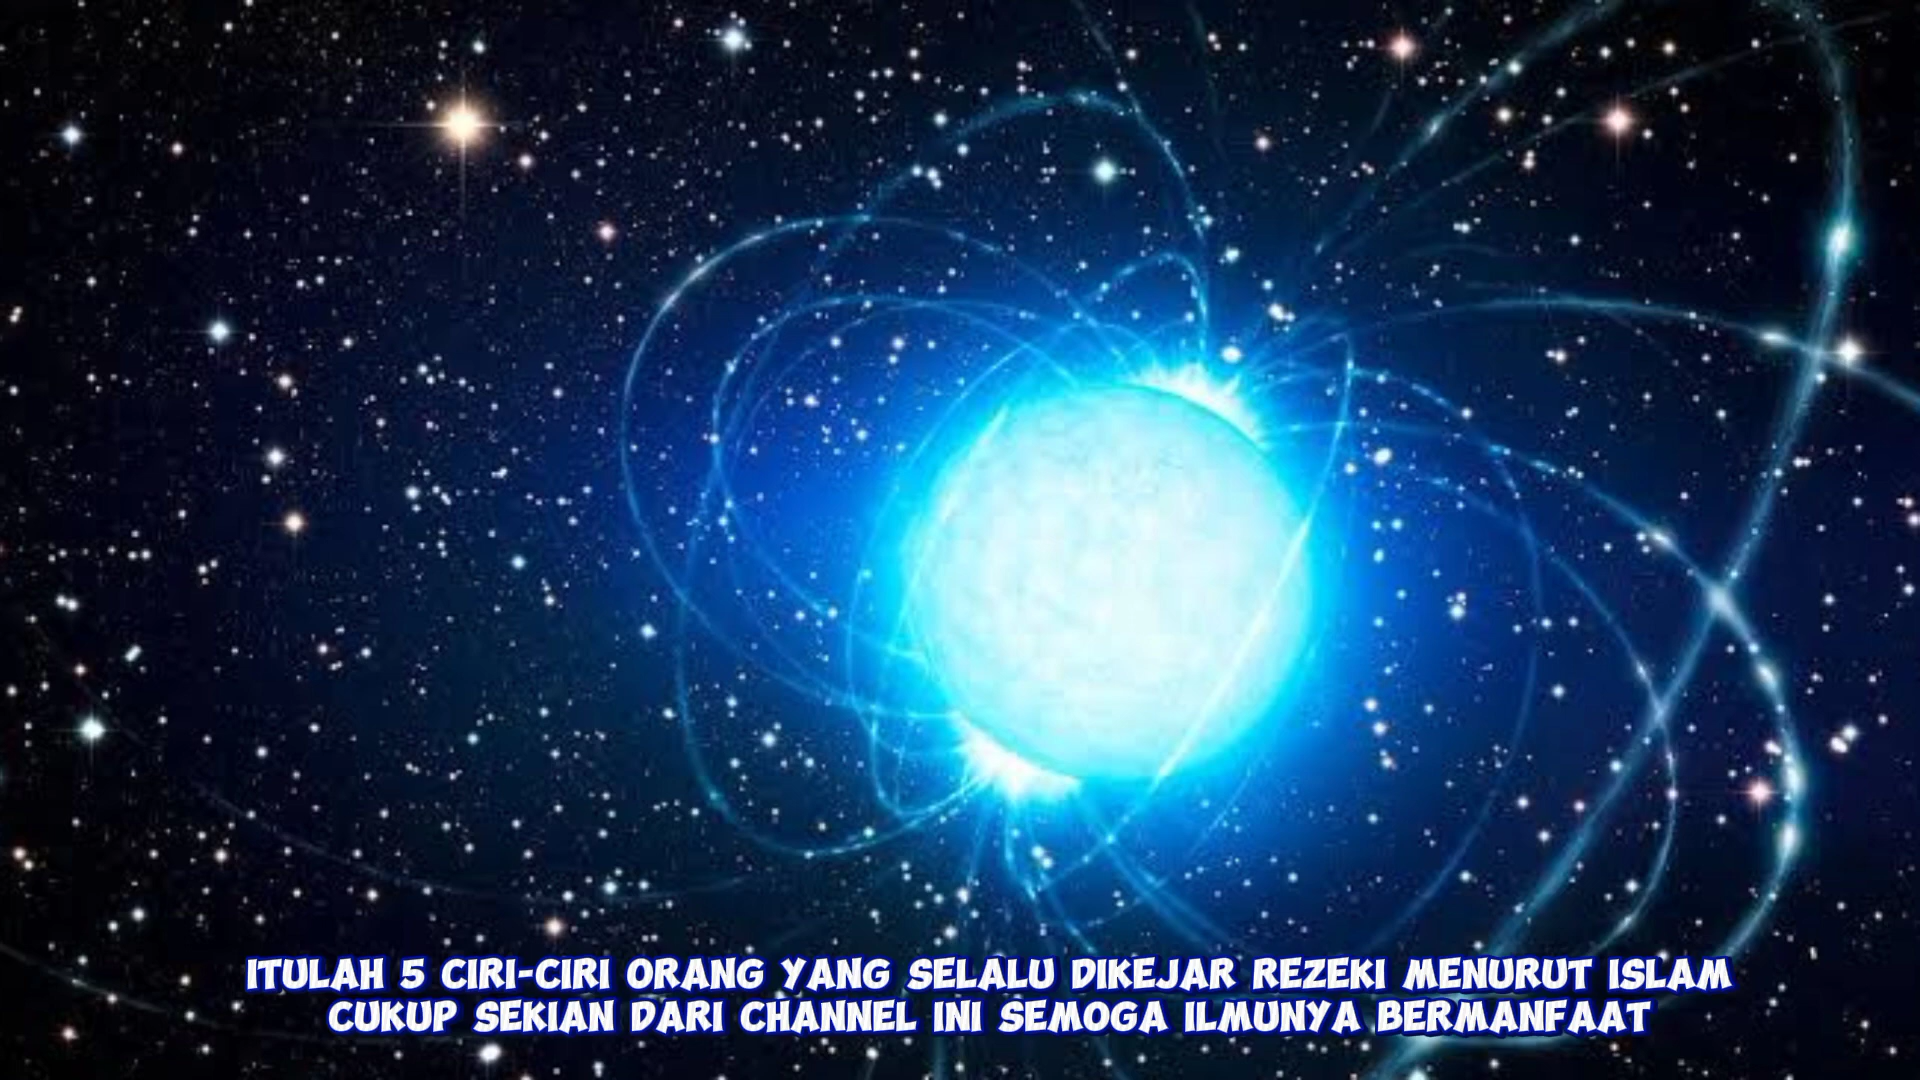 ITULAH 5 CIRI-CIRI ORANG YANG SELALU DIKEJAR REZEKI MENURUT ISLAM
CUKUP SEKIAN DARI CHANNEL INI SEMOGA ILMUNYA BERMANFAAT